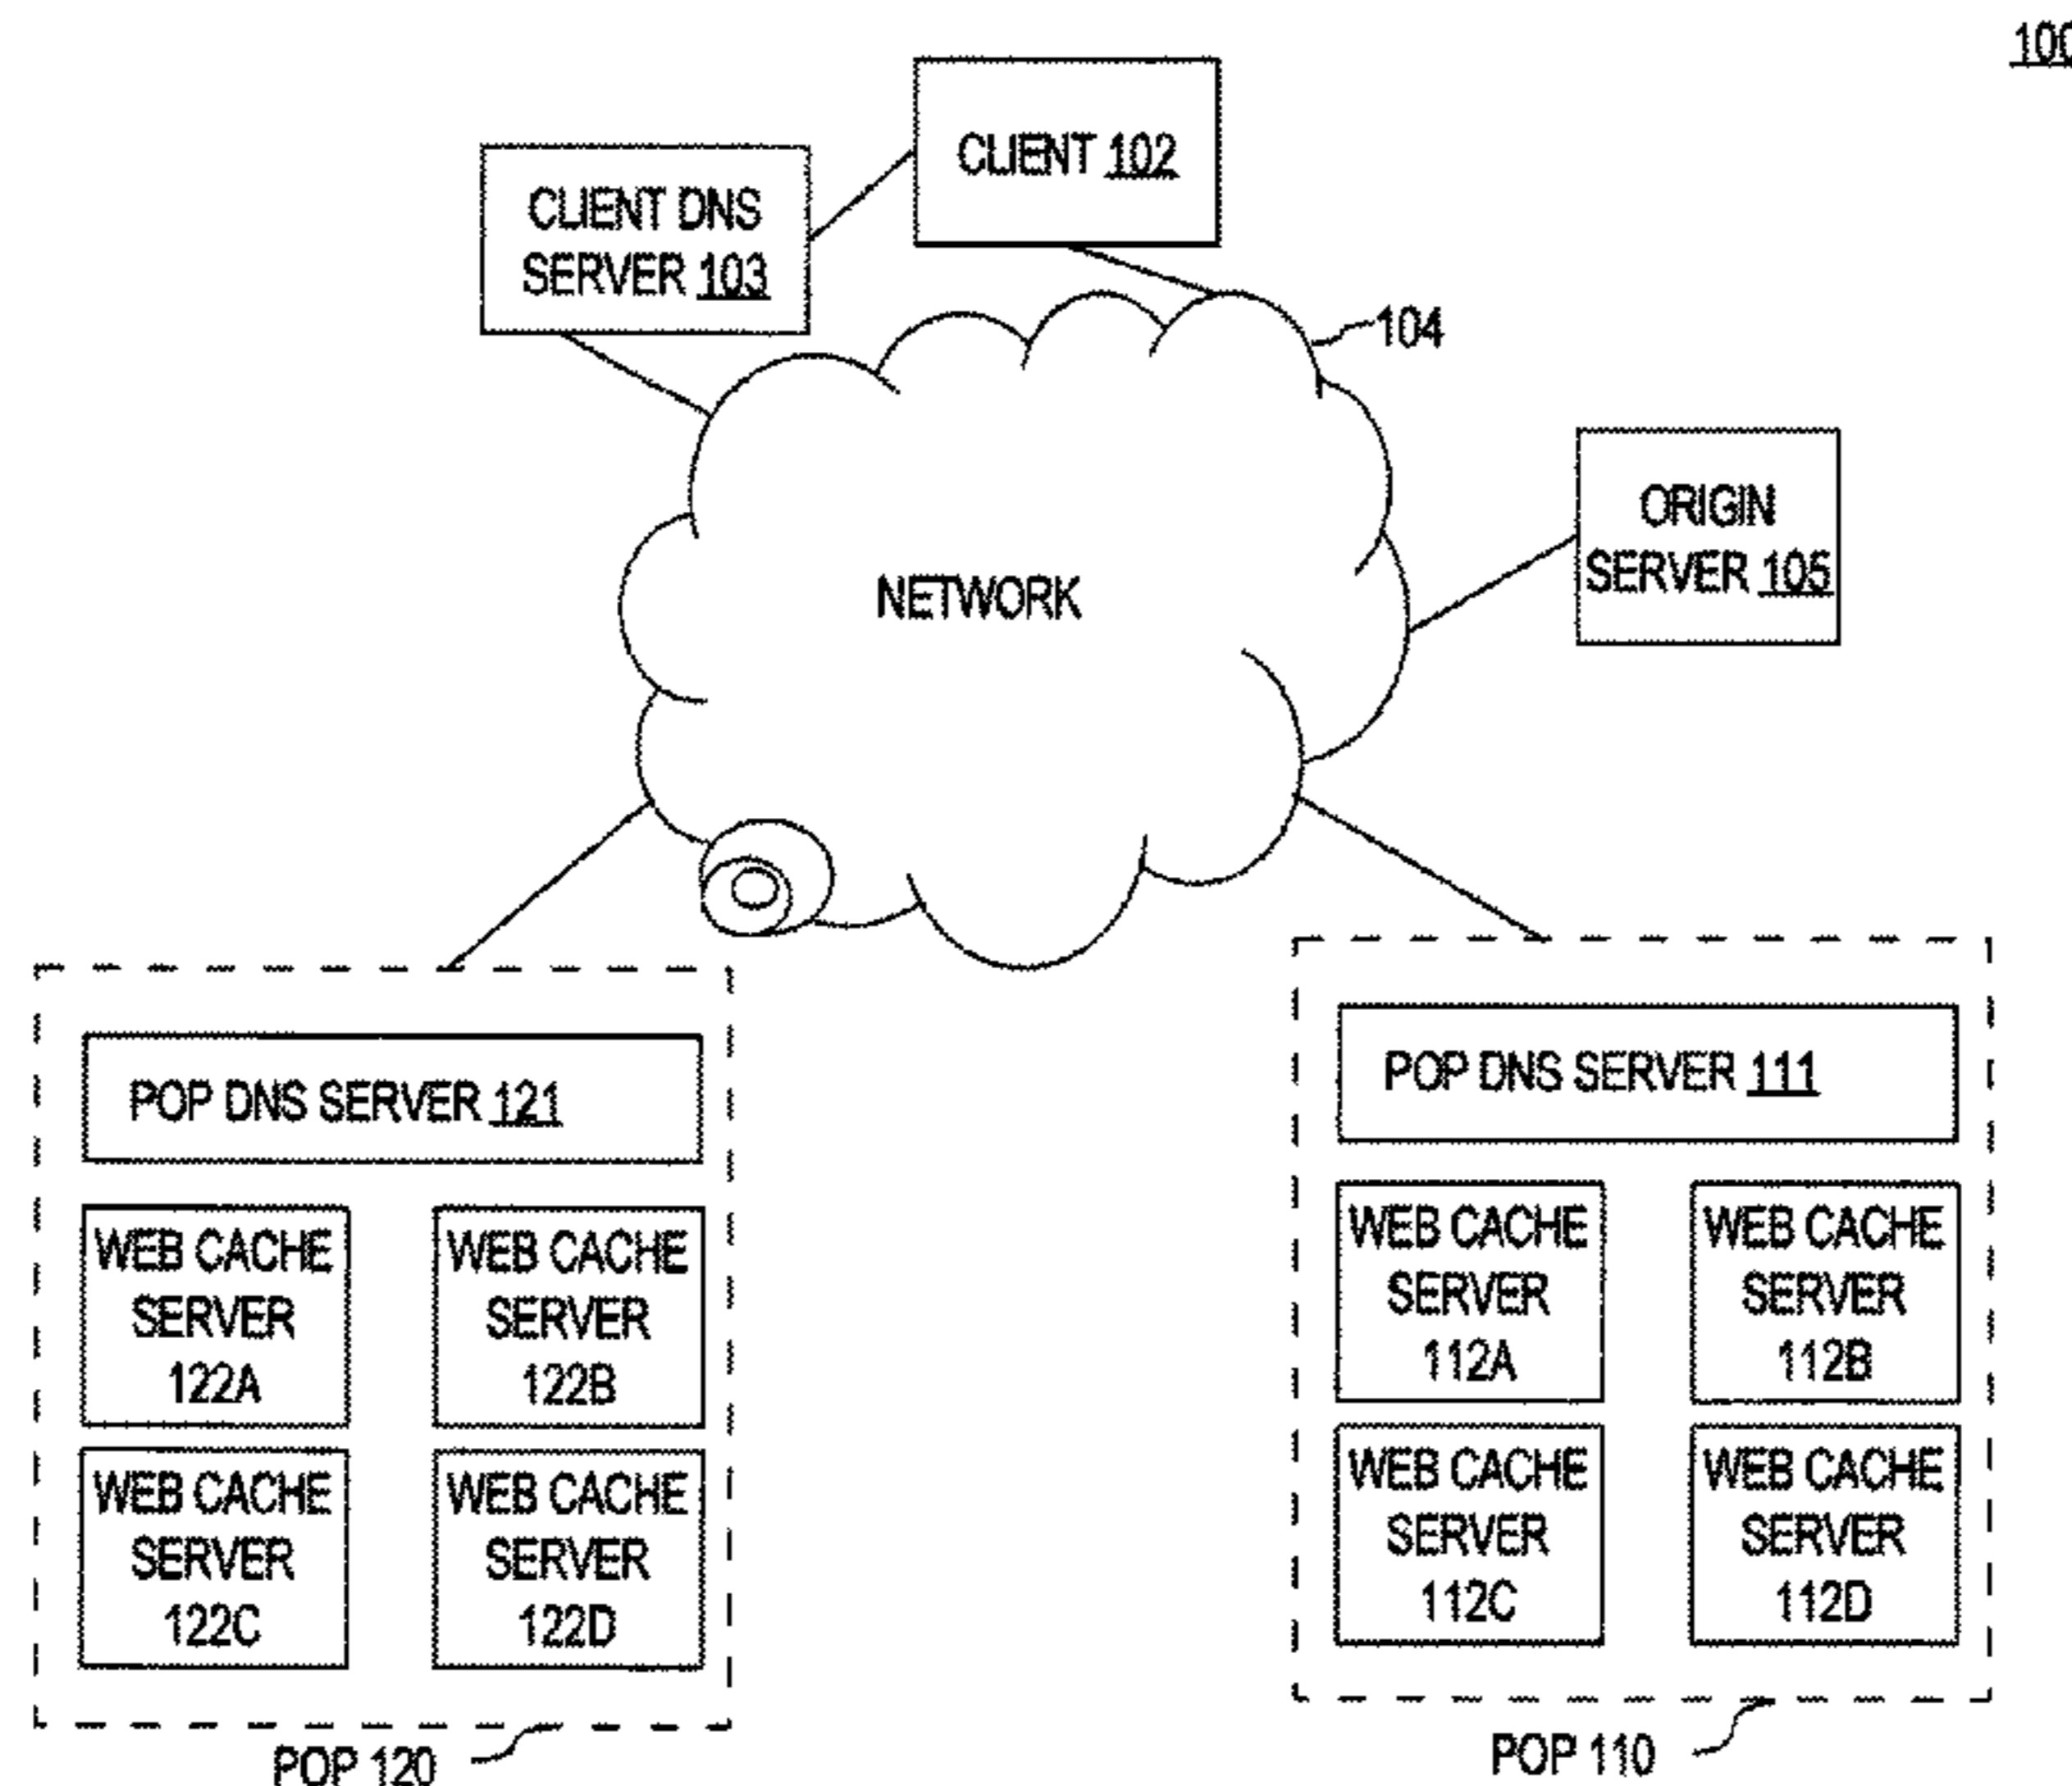 100
CLIENT 102
CLIENT DNS
SERVER 103
104
ORIGIN
SERVER 105
NETWORK
POP DNS SERVER 121
WEB CACHE
SERVER
122A
WEB CACHE
SERVER
122B
WEB CACHE
SERVER
122C
WEB CACHE
SERVER
122D
POP 120
POP DNS SERVER 111
WEB CACHE
SERVER
112A
WEB CACHE
SERVER
112B
WEB CACHE
SERVER
112C
WEB CACHE
SERVER
112D
POP 110